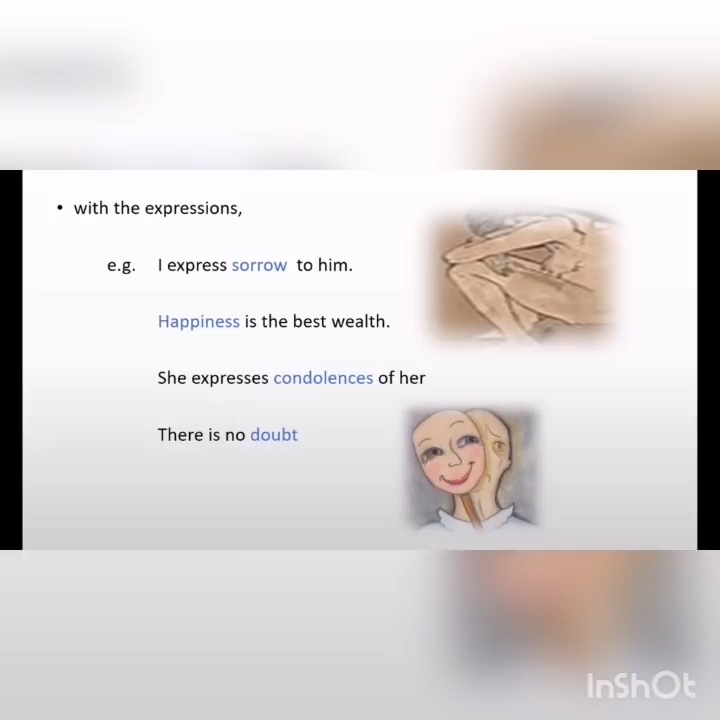 • with the expressions,
e.g. I express sorrow to him.
Happiness is the best wealth.
She expresses condolences of her
There is no doubt
InShOt